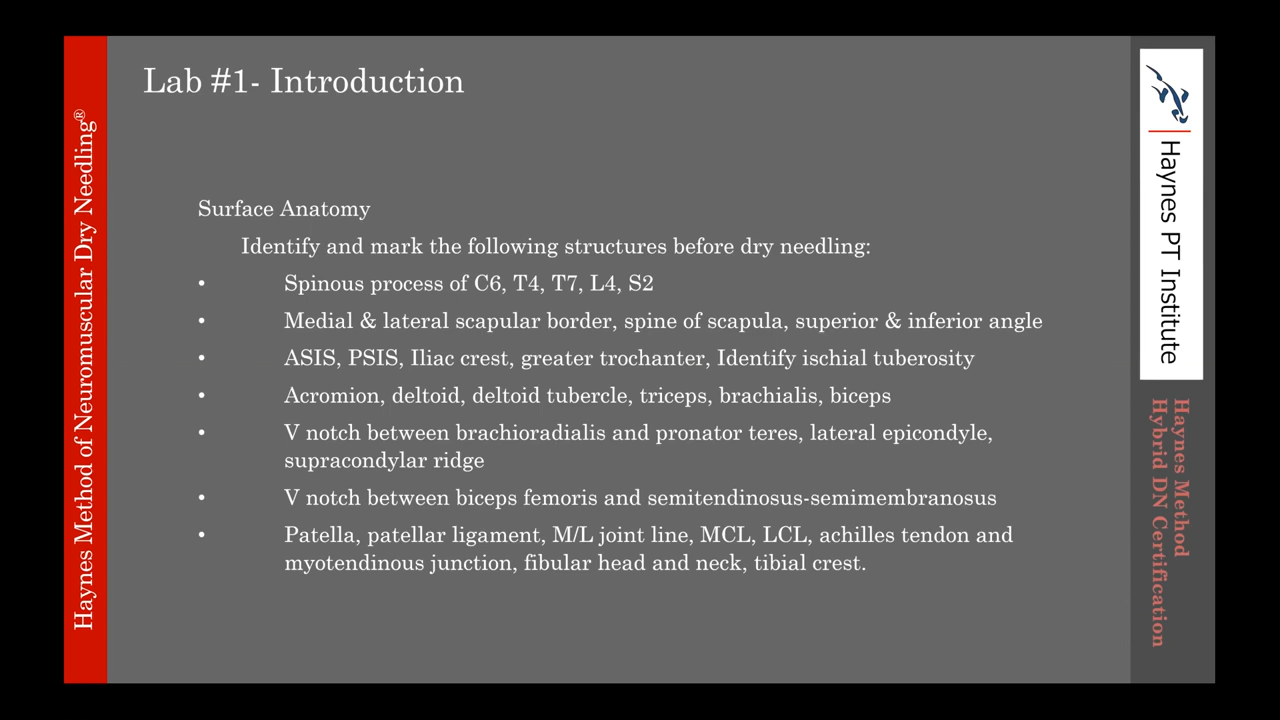 Haynes Method of Neuromuscular Dry Needling®
Lab #1- Introduction
Surface Anatomy
Identify and mark the following structures before dry needling:
• Spinous process of C6, T4, T7, L4, S2
• Medial & lateral scapular border, spine of scapula, superior & inferior angle
• ASIS, PSIS, Iliac crest, greater trochanter, Identify ischial tuberosity
• Acromion, deltoid, deltoid tubercle, triceps, brachialis, biceps
• V notch between brachioradialis and pronator teres, lateral epicondyle,
supracondylar ridge
• V notch between biceps femoris and semitendinosus-semimembranosus
• Patella, patellar ligament, M/L joint line, MCL, LCL, achilles tendon and
myotendinous junction, fibular head and neck, tibial crest.
Haynes PT Institute
Haynes Method
Hybrid DN Certification